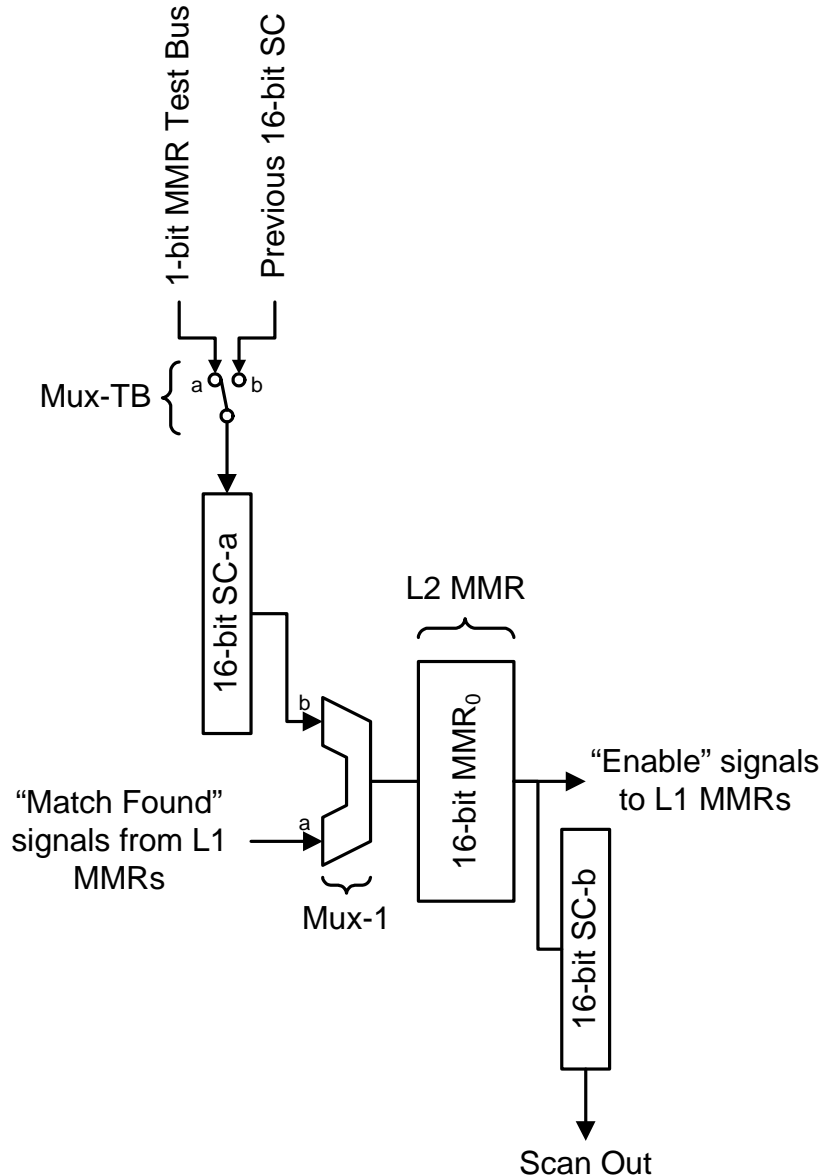 1-bit MMR Test Bus
Previous 16-bit SC
Mux-TB
a
b
16-bit SC-a
L2 MMR
b
16-bit MMR₀
"Enable" signals
to L1 MMRs
"Match Found"
signals from L1
MMRs
a
Mux-1
16-bit SC-b
Scan Out